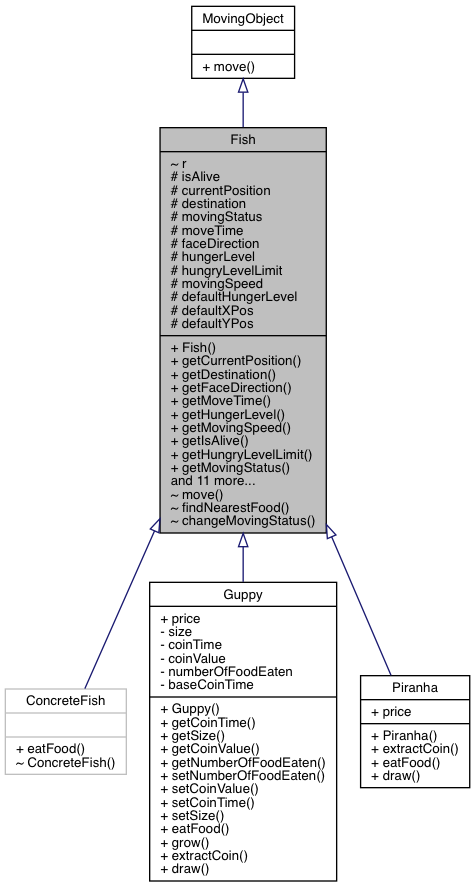 MovingObject
+ move()
Fish
~ r
# isAlive
# currentPosition
# destination
# movingStatus
# moveTime
# faceDirection
# hungerLevel
# hungryLevelLimit
# movingSpeed
# defaultHungerLevel
# defaultXPos
# defaultYPos
+ Fish()
+ getCurrentPosition()
+ getDestination()
+ getFaceDirection()
+ getMoveTime()
+ getHungerLevel()
+ getMovingSpeed()
+ getIsAlive()
+ getHungryLevelLimit()
+ getMovingStatus()
and 11 more...
~ move()
~ findNearestFood()
~ changeMovingStatus()
ConcreteFish
+ eatFood()
~ ConcreteFish()
Guppy
+ price
- size
- coinTime
- coinValue
- numberOfFoodEaten
- baseCoinTime
+ Guppy()
+ getCoinTime()
+ getSize()
+ getCoinValue()
+ getNumberOfFoodEaten()
+ setNumberOfFoodEaten()
+ setCoinValue()
+ setCoinTime()
+ setSize()
+ eatFood()
+ grow()
+ extractCoin()
+ draw()
Piranha
+ price
+ Piranha()
+ extractCoin()
+ eatFood()
+ draw()